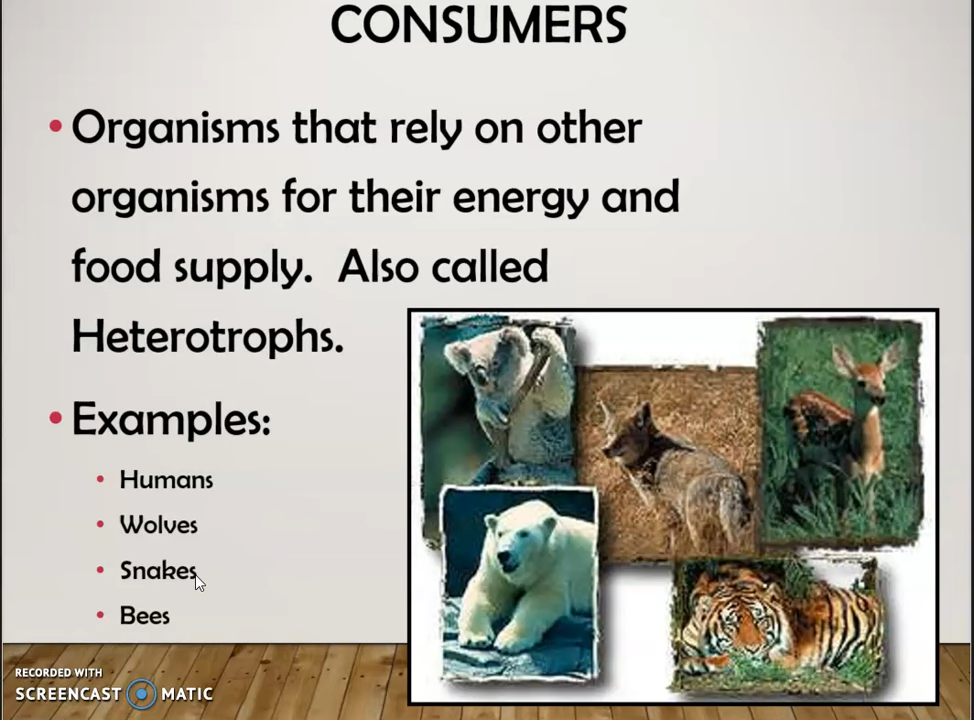 CONSUMERS
• Organisms that rely on other
organisms for their energy and
food supply.  Also called
Heterotrophs.
• Examples:
• Humans
• Wolves
• Snakes
• Bees
RECORDED WITH
SCREENCAST MATIC